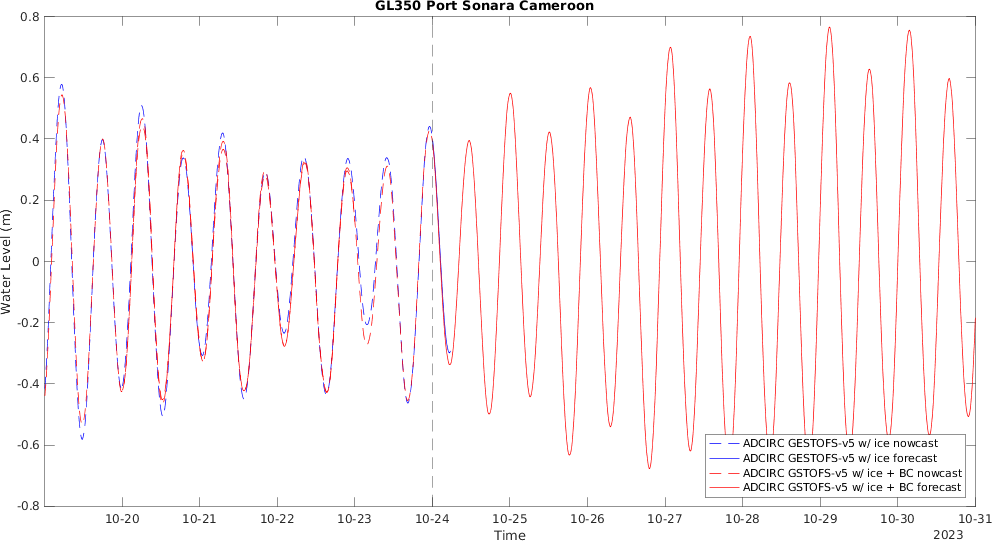 GL350 Port Sonara Cameroon
0.8
0.6
0.4
0.2
0
-0.2
-0.4
-0.6
-0.8
Water Level (m)
ADCIRC GESTOFS-v5 w/ ice nowcast
ADCIRC GESTOFS-v5 w/ ice forecast
ADCIRC GSTOFS-v5 w/ ice + BC nowcast
ADCIRC GSTOFS-v5 w/ ice + BC forecast
10-20 10-21 10-22 10-23 10-24 10-25 10-26 10-27 10-28 10-29 10-30 10-31
Time
2023